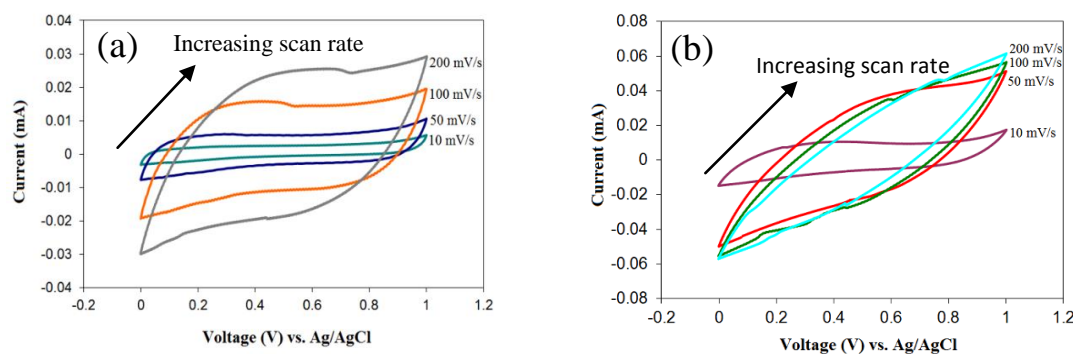 (a)
Increasing scan rate
200 mV/s
100 mV/s
50 mV/s
10 mV/s
0.04
0.03
0.02
0.01
0
-0.01
-0.02
-0.03
-0.04
Current (mA)
-0.2 0 0.2 0.4 0.6 0.8 1 1.2
Voltage (V) vs. Ag/AgCl
(b)
Increasing scan rate
200 mV/s
100 mV/s
50 mV/s
10 mV/s
0.08
0.06
0.04
0.02
0
-0.02
-0.04
-0.06
-0.08
Current (mA)
-0.2 0 0.2 0.4 0.6 0.8 1 1.2
Voltage (V) vs. Ag/AgCl